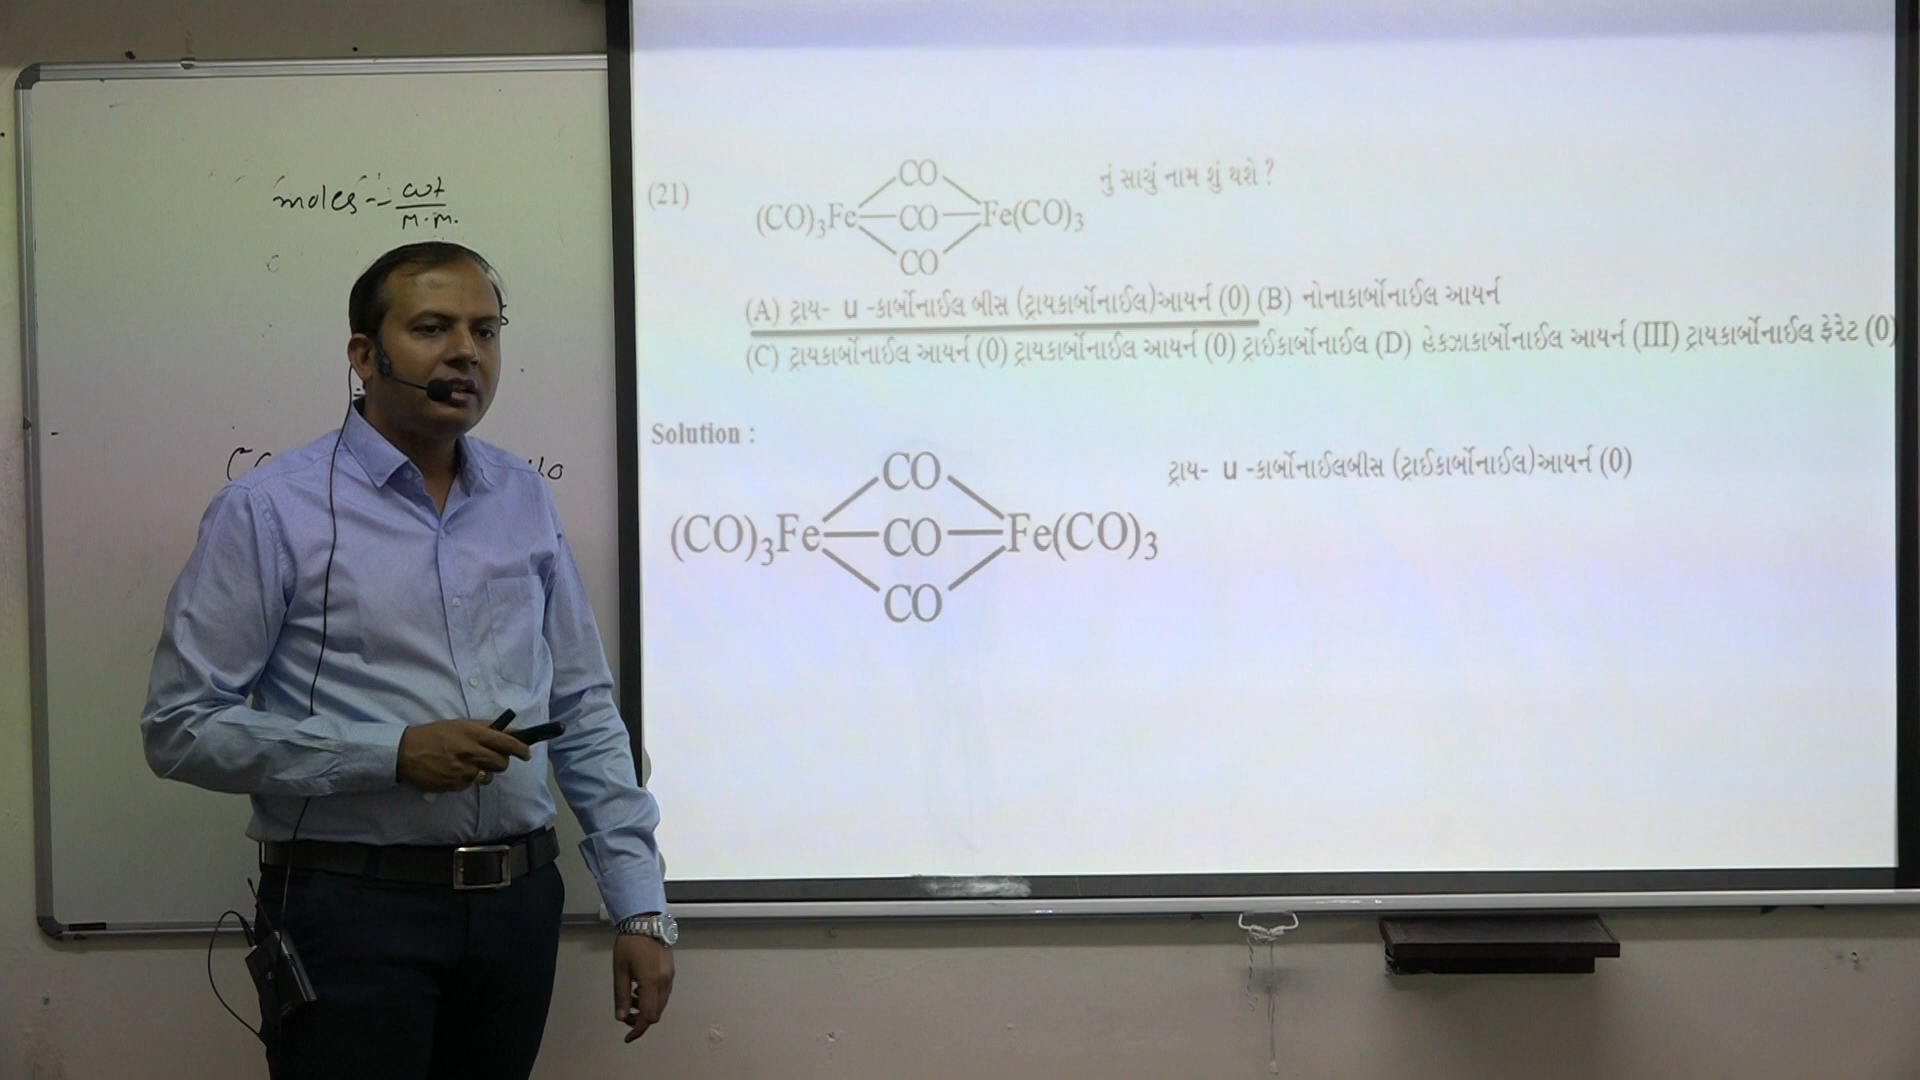 moles = wt
M.M.
(21)
CO
(CO)₃Fe—CO—Fe(CO)₃
CO
નું સાચું નામ શું થશે ?
(A) ટ્રાય- u -કાર્બોનાઈલ બીસ (ટ્રાયકાર્બોનાઈલ)આયર્ન (0) (B) નોનાકાર્બોનાઈલ આયર્ન
(C) ટ્રાયકાર્બોનાઈલ આયર્ન (0) ટ્રાયકાર્બોનાઈલ આયર્ન (0) ટ્રાઈકાર્બોનાઈલ (D) હેકઝાકાર્બોનાઈલ આયર્ન (III) ટ્રાયકાર્બોનાઈલ ફેરેટ (0)
Solution :
CO
(CO)₃Fe—CO—Fe(CO)₃
CO
ટ્રાય- u -કાર્બોનાઈલબીસ (ટ્રાઈકાર્બોનાઈલ)આયર્ન (0)